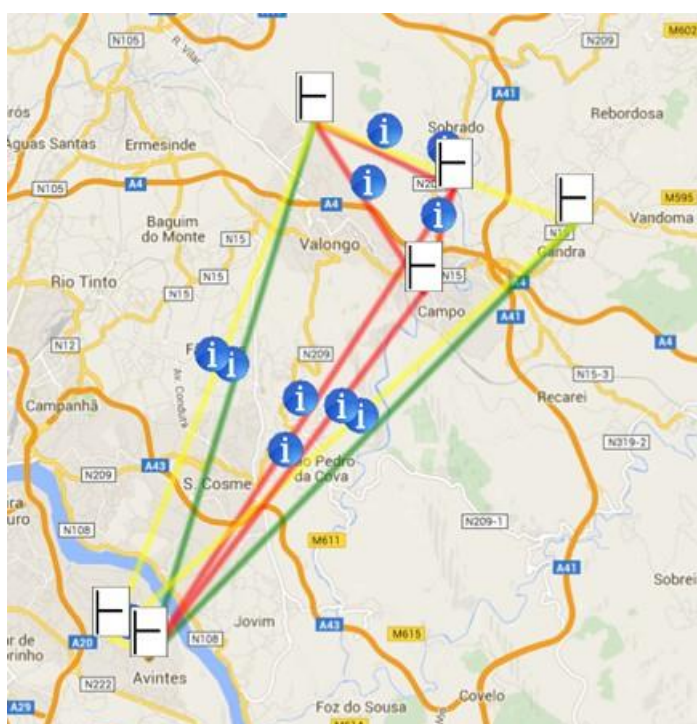 N105
N209
M602
R. Vilar
A41
Rebordosa
Aguas Santas
Ermesinde
Sobrado
N105
A4
N20
M595
A4
N15
Vandoma
Baguim
do Monte
N15
Valongo
Gandra
Rio Tinto
N15
N15
A4
N15
Campo
A41
N12
N209
A4
Av. Conduta
N15-3
Campanhã
Recarei
N319-2
N209
A43
S. Cosme
Pedro
da Cova
N108
N209-1
M611
A41
Sobrei
Jovim
A43
M615
A20
N108
Avintes
N222
Covelo
A29
Foz do Sousa